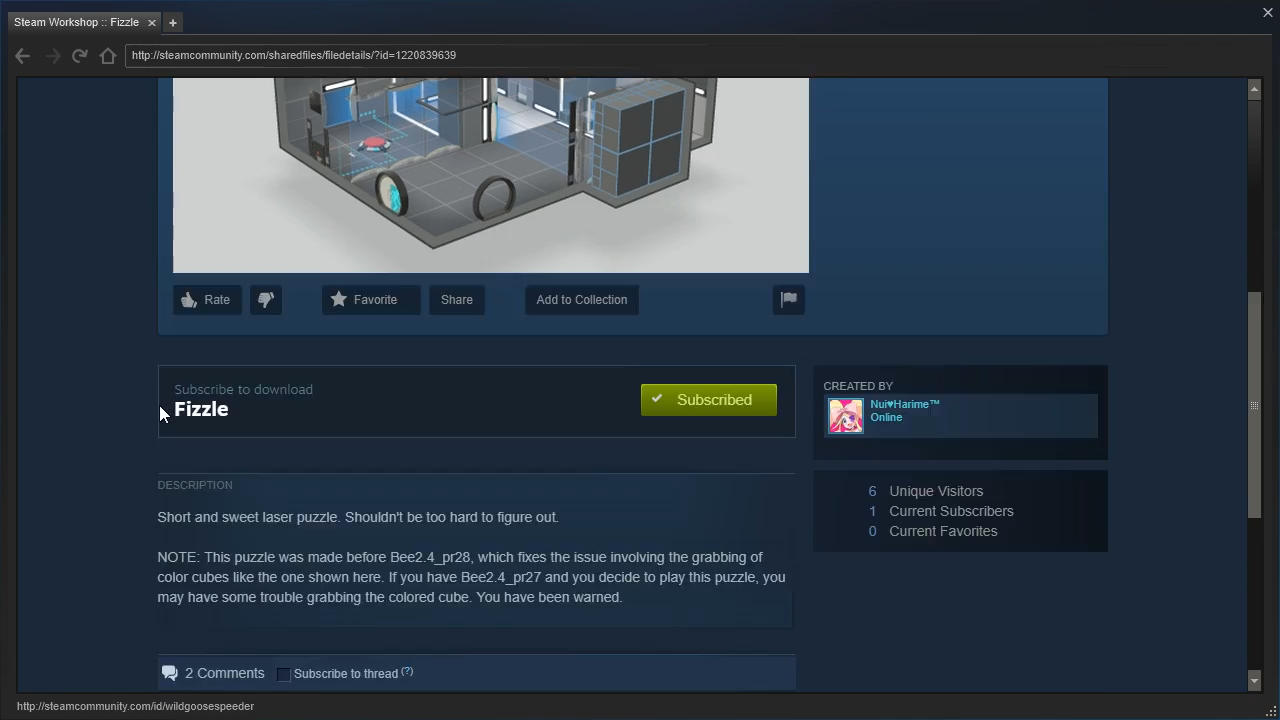 Steam Workshop :: Fizzle × +
http://steamcommunity.com/sharedfiles/filedetails/?id=1220839639
Rate
Favorite
Share
Add to Collection
Subscribe to download
Fizzle
Subscribed
CREATED BY
Nui♥Harime™
Online
6 Unique Visitors
1 Current Subscribers
0 Current Favorites
DESCRIPTION
Short and sweet laser puzzle. Shouldn't be too hard to figure out.
NOTE: This puzzle was made before Bee2.4_pr28, which fixes the issue involving the grabbing of
color cubes like the one shown here. If you have Bee2.4_pr27 and you decide to play this puzzle, you
may have some trouble grabbing the colored cube. You have been warned.
2 Comments
Subscribe to thread (?)
http://steamcommunity.com/id/wildgoosespeeder